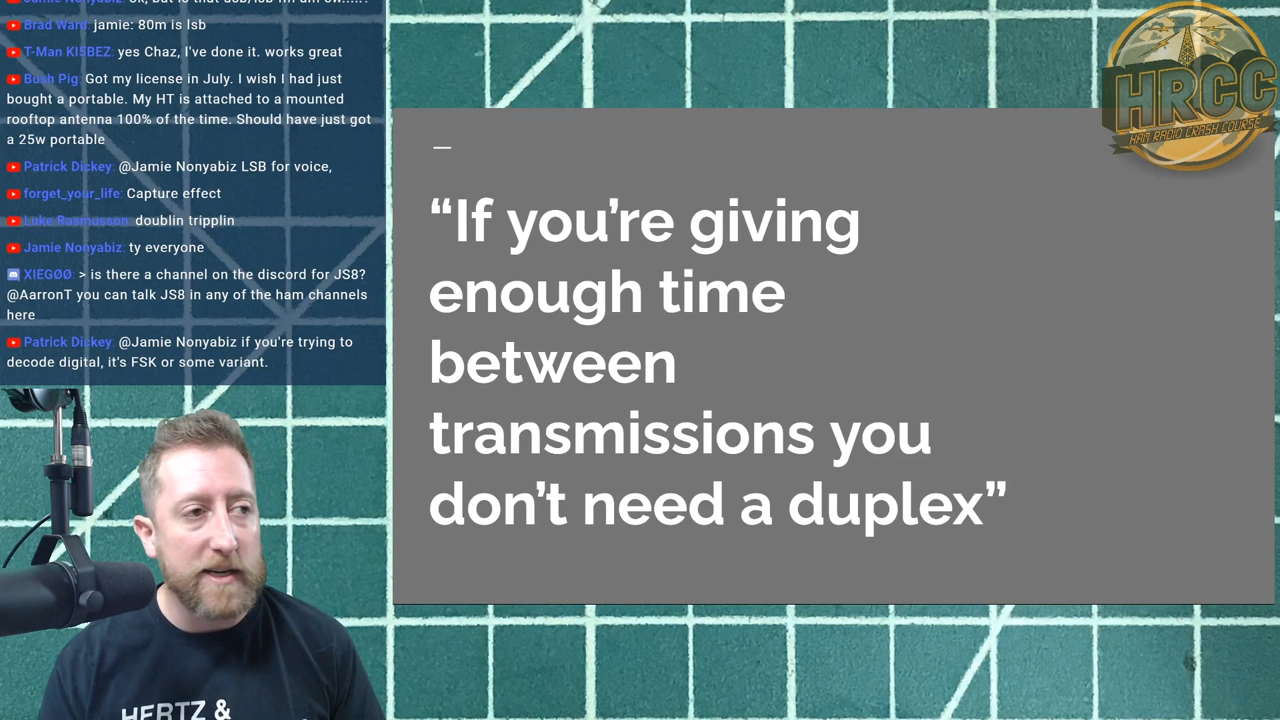 Brad Ward: jamie: 80m is lsb
T-Man KI5BEZ: yes Chaz, I've done it. works great
Bush Pig: Got my license in July. I wish I had just
bought a portable. My HT is attached to a mounted
rooftop antenna 100% of the time. Should have just got
a 25w portable
Patrick Dickey: @Jamie Nonyabiz LSB for voice,
forget_your_life: Capture effect
Luke Rasmusson: doublin tripplin
Jamie Nonyabiz: ty everyone
XIEGØØ: > is there a channel on the discord for JS8?
@AarronT you can talk JS8 in any of the ham channels
here
Patrick Dickey: @Jamie Nonyabiz if you're trying to
decode digital, it's FSK or some variant.
HRCC
HAM RADIO CRASH COURSE
“If you’re giving
enough time
between
transmissions you
don’t need a duplex”
HERTZ &